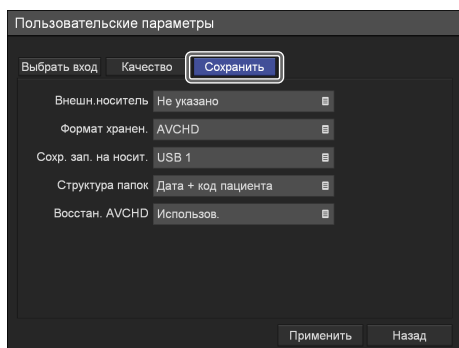 Пользовательские параметры
Выбрать вход Качество Сохранить
Внешн.носитель Не указано
Формат хранен. AVCHD
Сохр. зап. на носит. USB 1
Структура папок Дата + код пациента
Восстан. AVCHD Использов.
Применить Назад